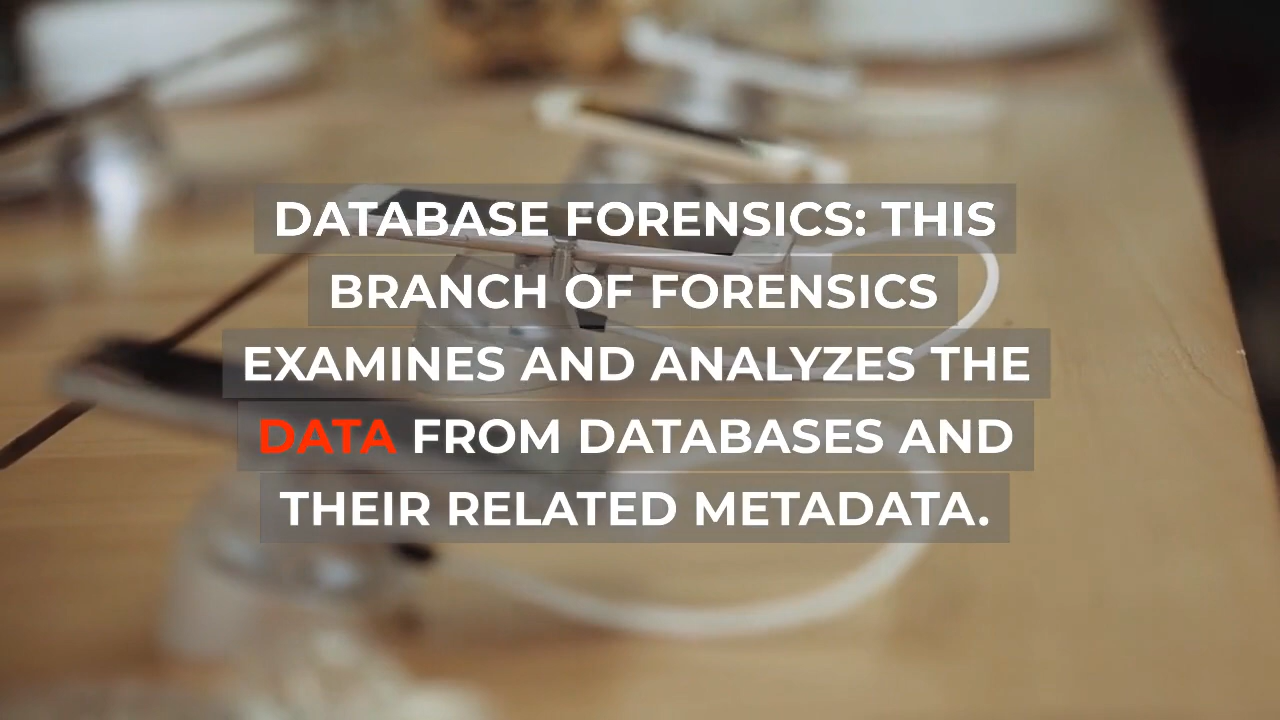 DATABASE FORENSICS: THIS
BRANCH OF FORENSICS
EXAMINES AND ANALYZES THE
DATA FROM DATABASES AND
THEIR RELATED METADATA.